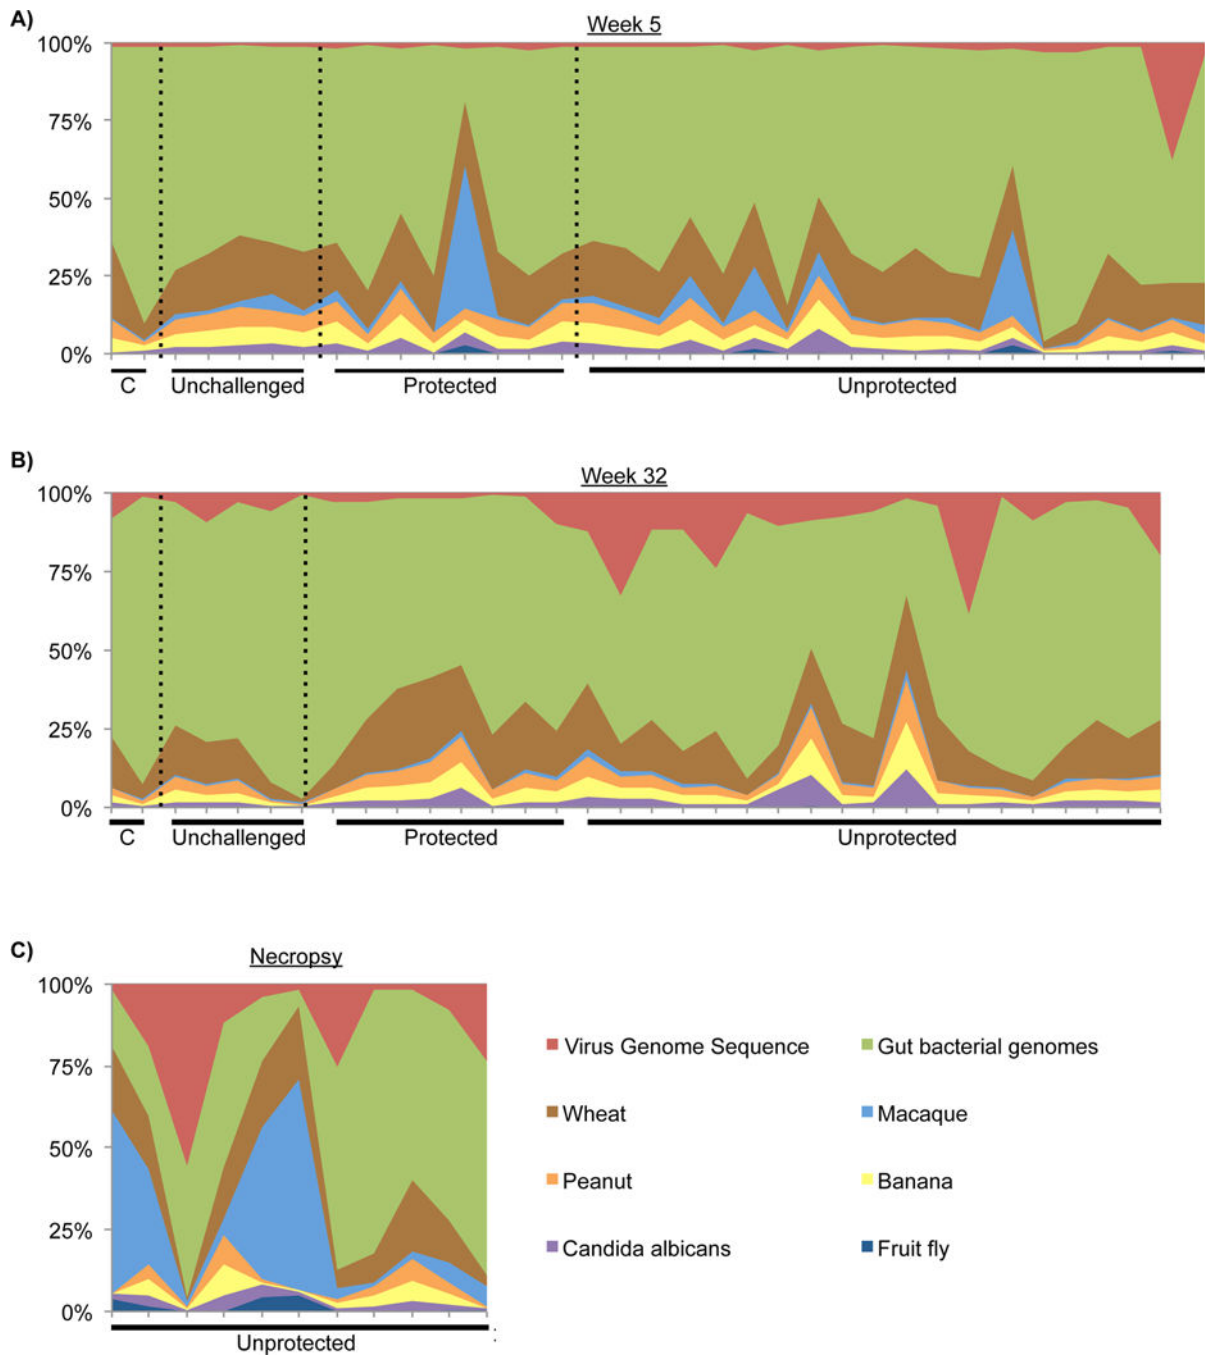 A)
Week 5
100%
75%
50%
25%
0%
C Unchallenged Protected Unprotected
B)
Week 32
100%
75%
50%
25%
0%
C Unchallenged Protected Unprotected
C)
Necropsy
100%
75%
50%
25%
0%
Unprotected
Virus Genome Sequence Gut bacterial genomes
Wheat Macaque
Peanut Banana
Candida albicans Fruit fly